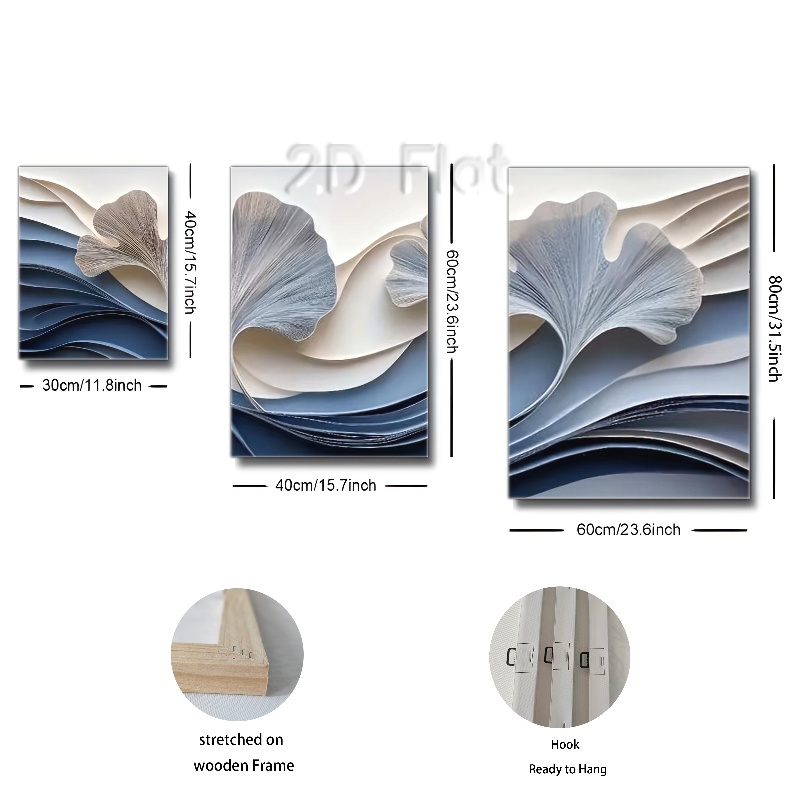 2.D Flat.
40cm/15.7inch
60cm/23.6inch
80cm/31.5inch
30cm/11.8inch
40cm/15.7inch
60cm/23.6inch
stretched on
wooden Frame
Hook
Ready to Hang